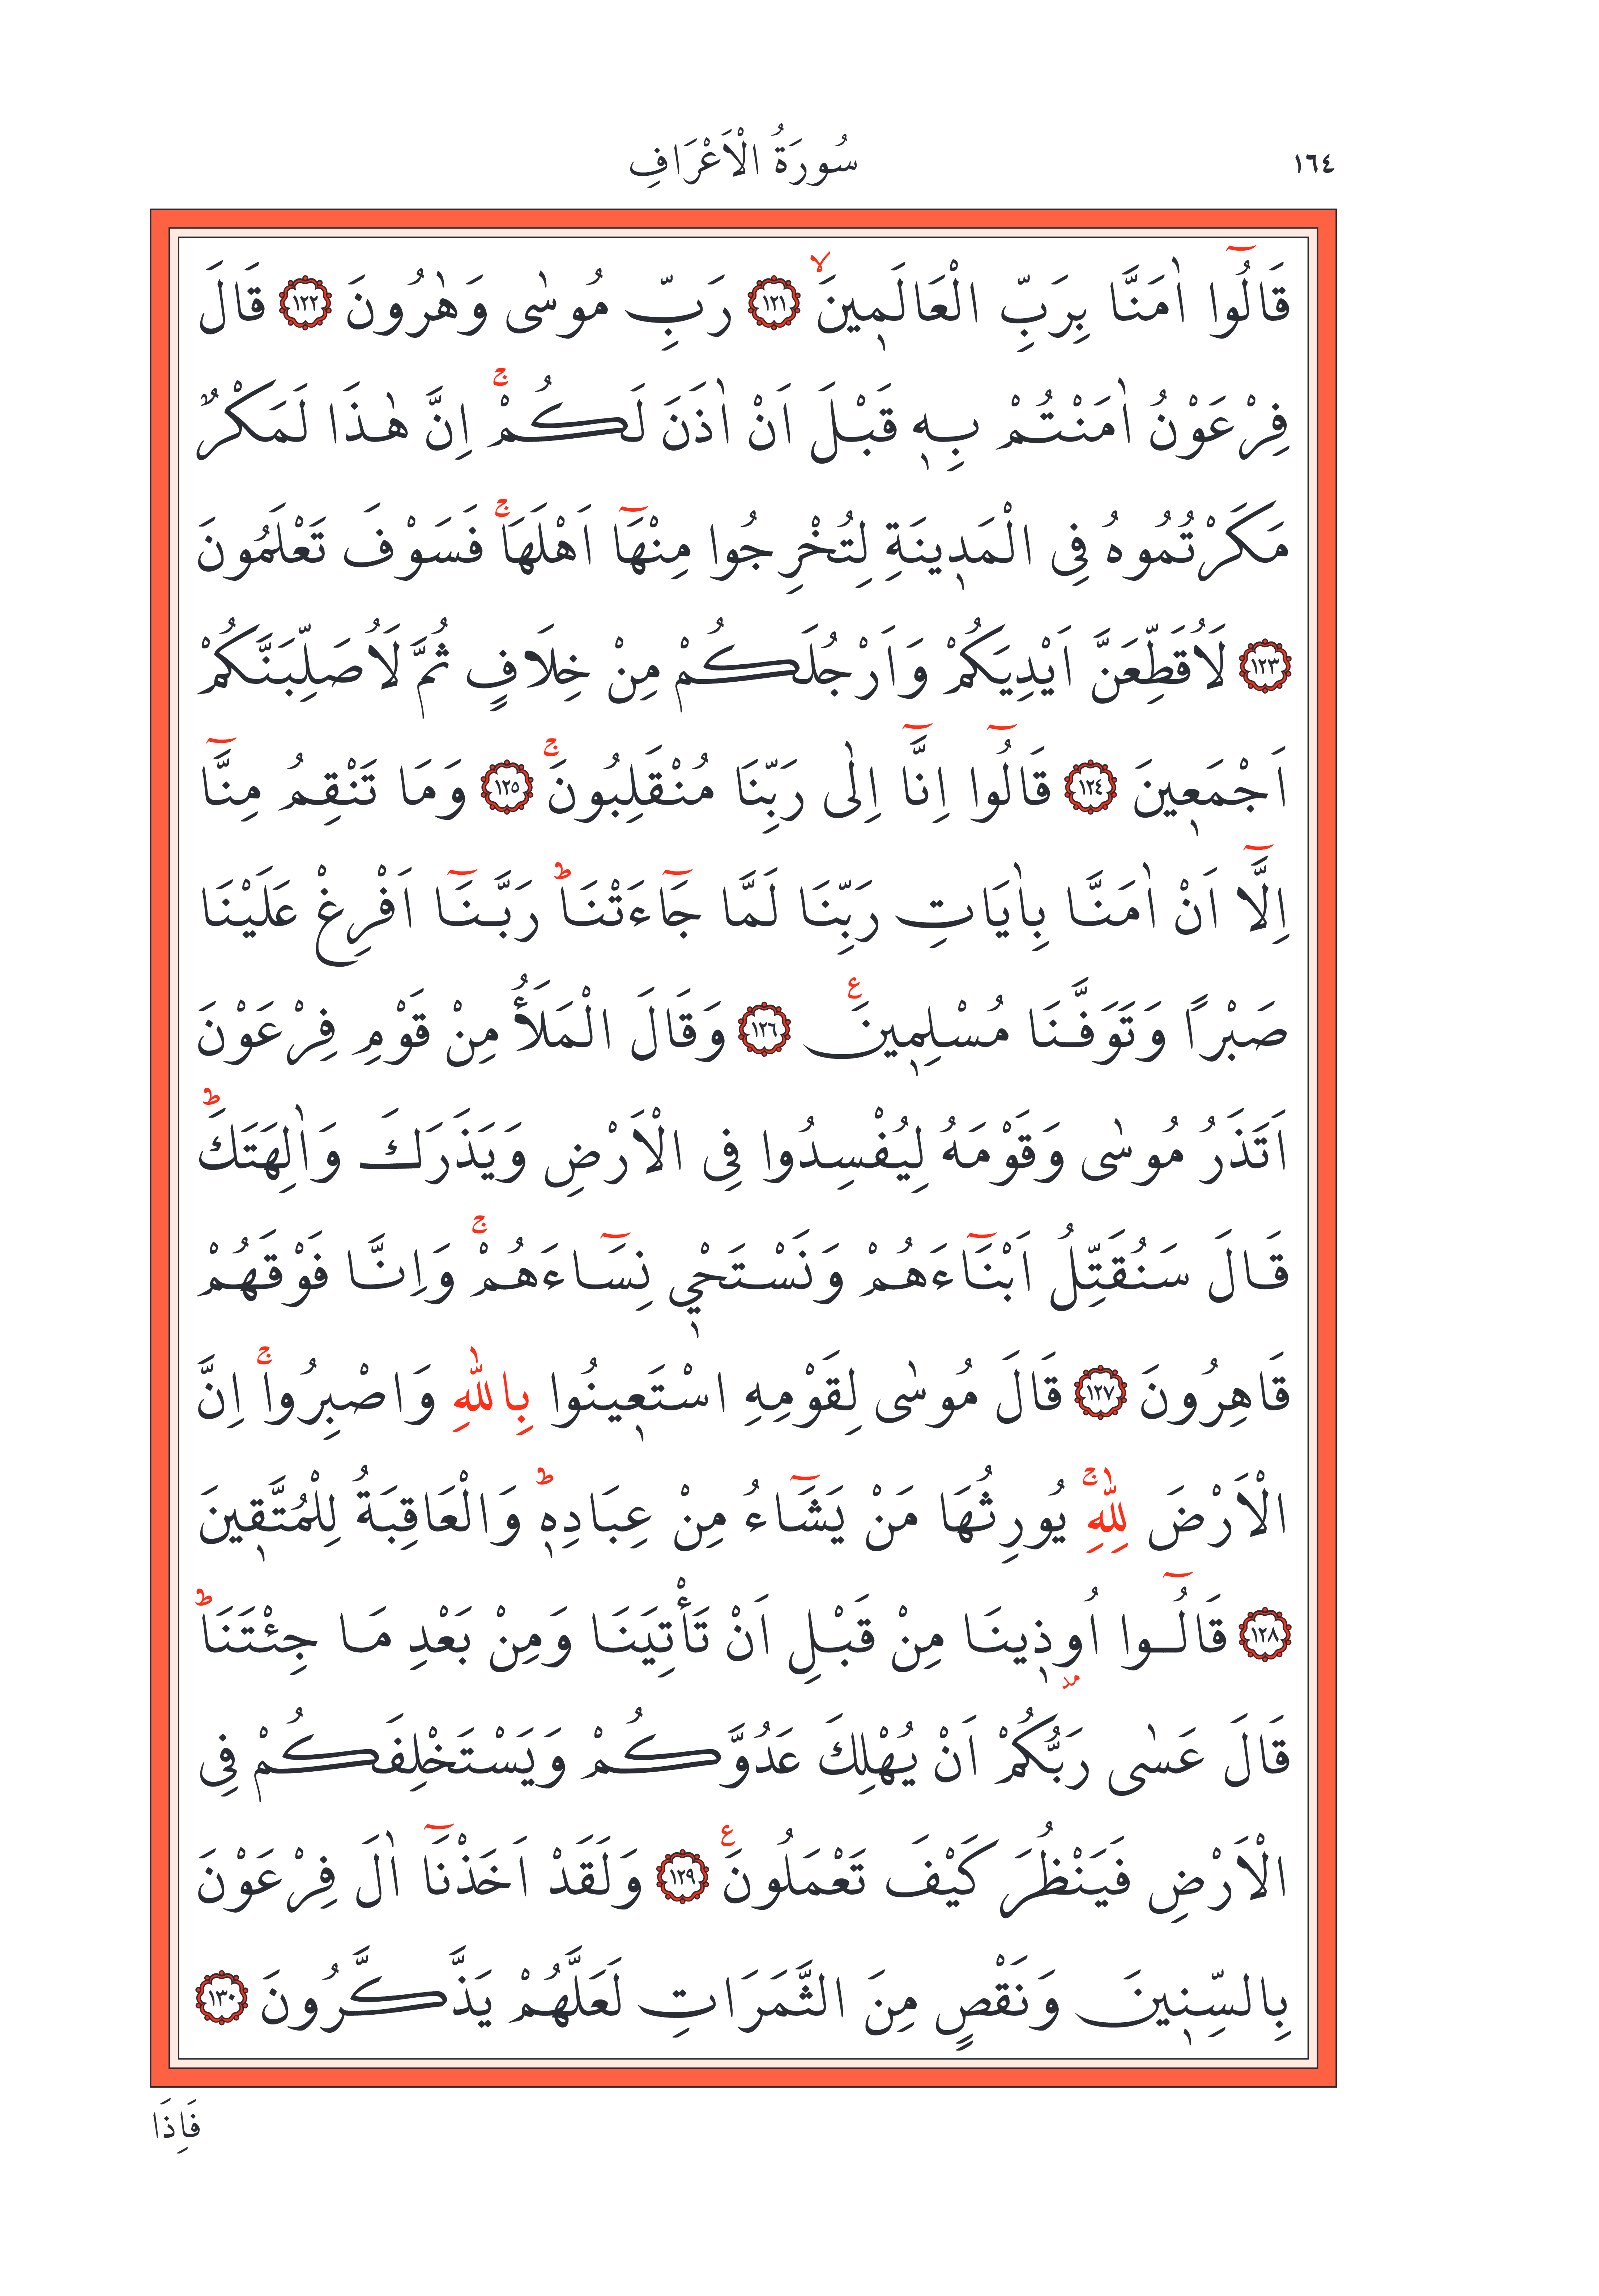 ١٦٤
سُورَةُ الْاَعْرَافِ
قَالُٓوا اٰمَنَّا بِرَبِّ الْعَالَم۪ينَۙ ﴿١٢١﴾ رَبِّ مُوسٰى وَهٰرُونَ ﴿١٢٢﴾ قَالَ
فِرْعَوْنُ اٰمَنْتُمْ بِه۪ قَبْلَ اَنْ اٰذَنَ لَكُمْۚ اِنَّ هٰذَا لَمَكْرٌ
مَكَرْتُمُوهُ فِى الْمَد۪ينَةِ لِتُخْرِجُوا مِنْهَٓا اَهْلَهَاۚ فَسَوْفَ تَعْلَمُونَ
﴿١٢٣﴾ لَاُقَطِّعَنَّ اَيْدِيَكُمْ وَاَرْجُلَكُمْ مِنْ خِلَافٍ ثُمَّ لَاُصَلِّبَنَّكُمْ
اَجْمَع۪ينَ ﴿١٢٤﴾ قَالُٓوا اِنَّٓا اِلٰى رَبِّنَا مُنْقَلِبُونَۚ ﴿١٢٥﴾ وَمَا تَنْقِمُ مِنَّٓا
اِلَّٓا اَنْ اٰمَنَّا بِاٰيَاتِ رَبِّنَا لَمَّا جَٓاءَتْنَاۜ رَبَّنَٓا اَفْرِغْ عَلَيْنَا
صَبْرًا وَتَوَفَّنَا مُسْلِم۪ينَ۟ ﴿١٢٦﴾ وَقَالَ الْمَلَأُ مِنْ قَوْمِ فِرْعَوْنَ
اَتَذَرُ مُوسٰى وَقَوْمَهُ لِيُفْسِدُوا فِى الْاَرْضِ وَيَذَرَكَ وَاٰلِهَتَكَۜ
قَالَ سَنُقَتِّلُ اَبْنَٓاءَهُمْ وَنَسْتَحْي۪ نِسَٓاءَهُمْۚ وَاِنَّا فَوْقَهُمْ
قَاهِرُونَ ﴿١٢٧﴾ قَالَ مُوسٰى لِقَوْمِهِ اسْتَع۪ينُوا بِاللّٰهِ وَاصْبِرُواۚ اِنَّ
الْاَرْضَ لِلّٰهِۚ يُورِثُهَا مَنْ يَشَٓاءُ مِنْ عِبَادِه۪ۜ وَالْعَاقِبَةُ لِلْمُتَّق۪ينَ
﴿١٢٨﴾ قَالُٓوا اُو۫ذ۪ينَا مِنْ قَبْلِ اَنْ تَأْتِيَنَا وَمِنْ بَعْدِ مَا جِئْتَنَاۜ
قَالَ عَسٰى رَبُّكُمْ اَنْ يُهْلِكَ عَدُوَّكُمْ وَيَسْتَخْلِفَكُمْ فِى
الْاَرْضِ فَيَنْظُرَ كَيْفَ تَعْمَلُونَ۟ ﴿١٢٩﴾ وَلَقَدْ اَخَذْنَٓا اٰلَ فِرْعَوْنَ
بِالسِّن۪ينَ وَنَقْصٍ مِنَ الثَّمَرَاتِ لَعَلَّهُمْ يَذَّكَّرُونَ ﴿١٣٠﴾
فَاِذَا